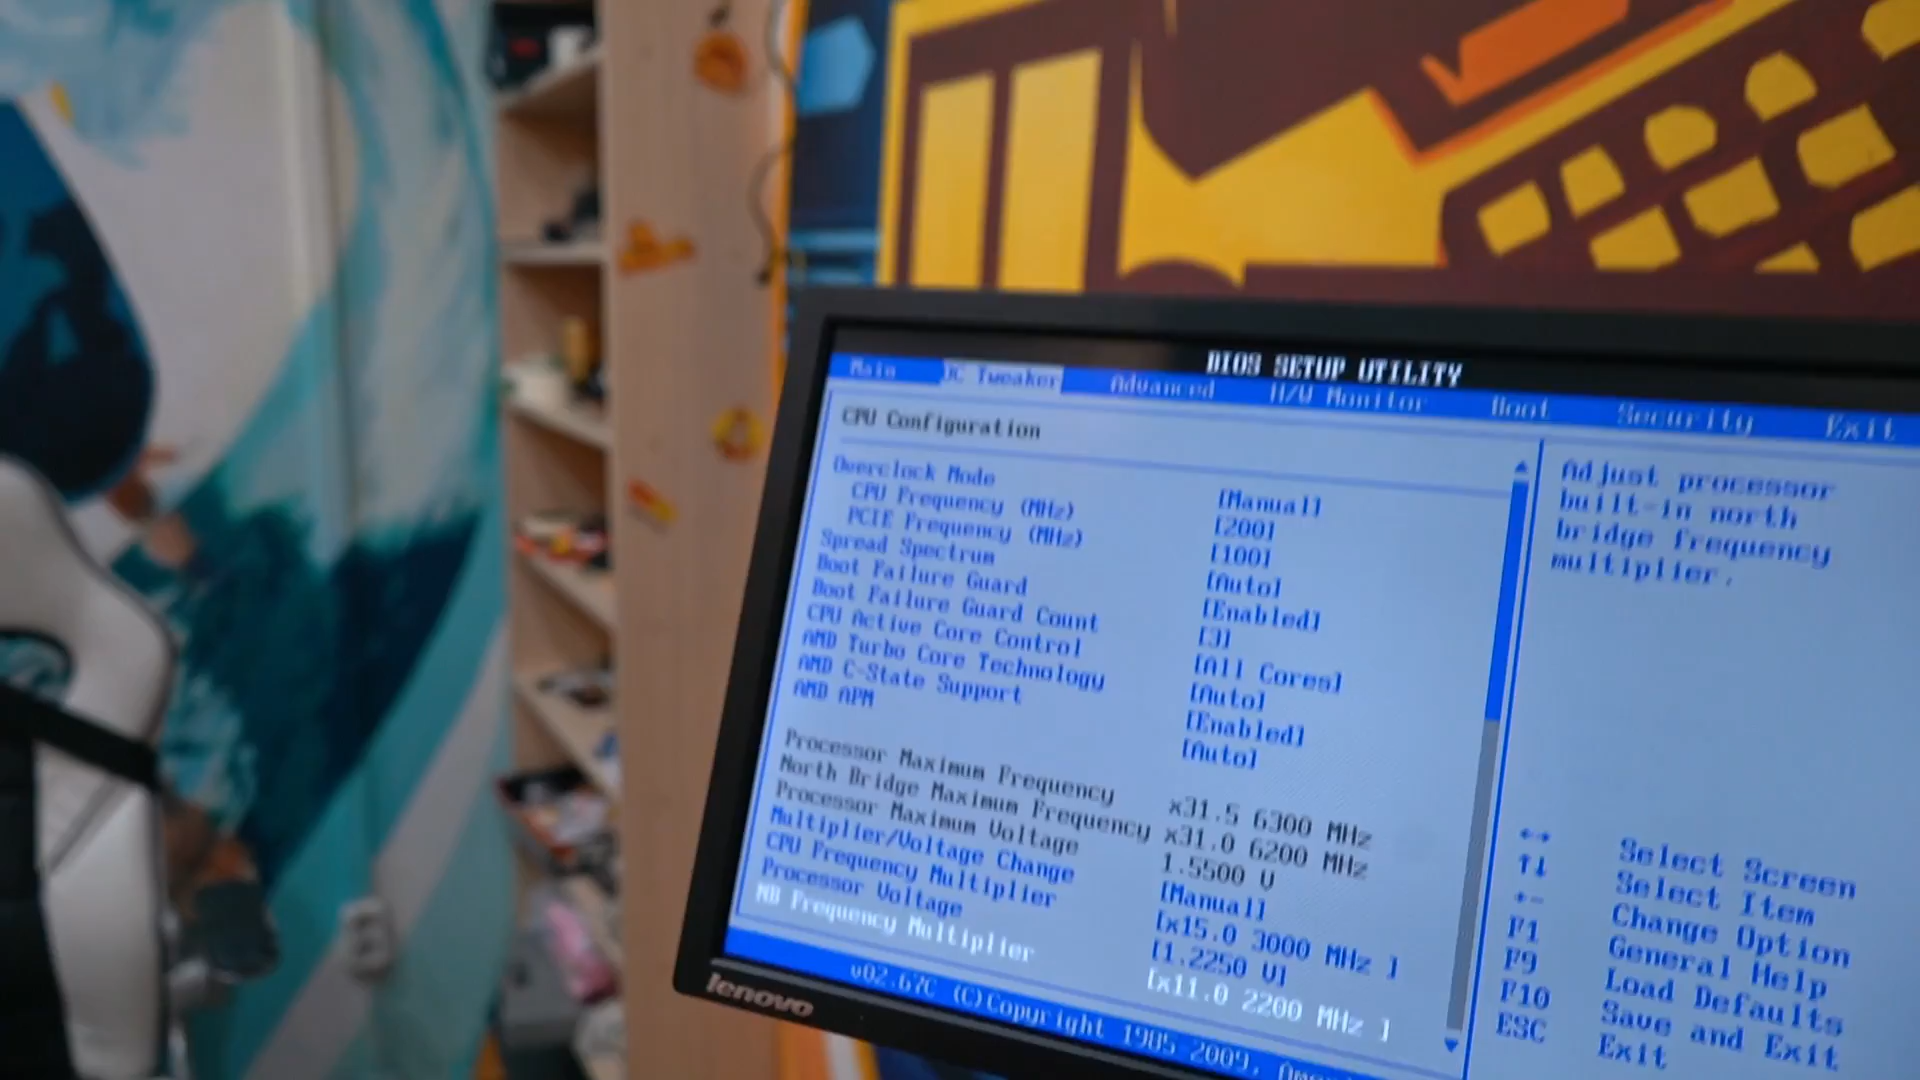 BIOS SETUP UTILITY
Main OC Tweaker Advanced H/W Monitor Boot Security Exit
CPU Configuration
Overclock Mode [Manual]
CPU Frequency (MHz) [200]
PCIE Frequency (MHz) [100]
Spread Spectrum [Auto]
Boot Failure Guard [Enabled]
Boot Failure Guard Count [3]
CPU Active Core Control [All Cores]
AMD Turbo Core Technology [Auto]
AMD C-State Support [Enabled]
AMD APM [Auto]
Processor Maximum Frequency x31.5 6300 MHz
North Bridge Maximum Frequency x31.0 6200 MHz
Processor Maximum Voltage 1.5500 V
Multiplier/Voltage Change [Manual]
CPU Frequency Multiplier [x15.0 3000 MHz ]
Processor Voltage [1.2250 V]
NB Frequency Multiplier [x11.0 2200 MHz ]
Adjust processor
built-in north
bridge frequency
multiplier.
←→ Select Screen
↑↓ Select Item
+- Change Option
F1 General Help
F9 Load Defaults
F10 Save and Exit
ESC Exit
v02.67C (C)Copyright 1985-2009,
lenovo